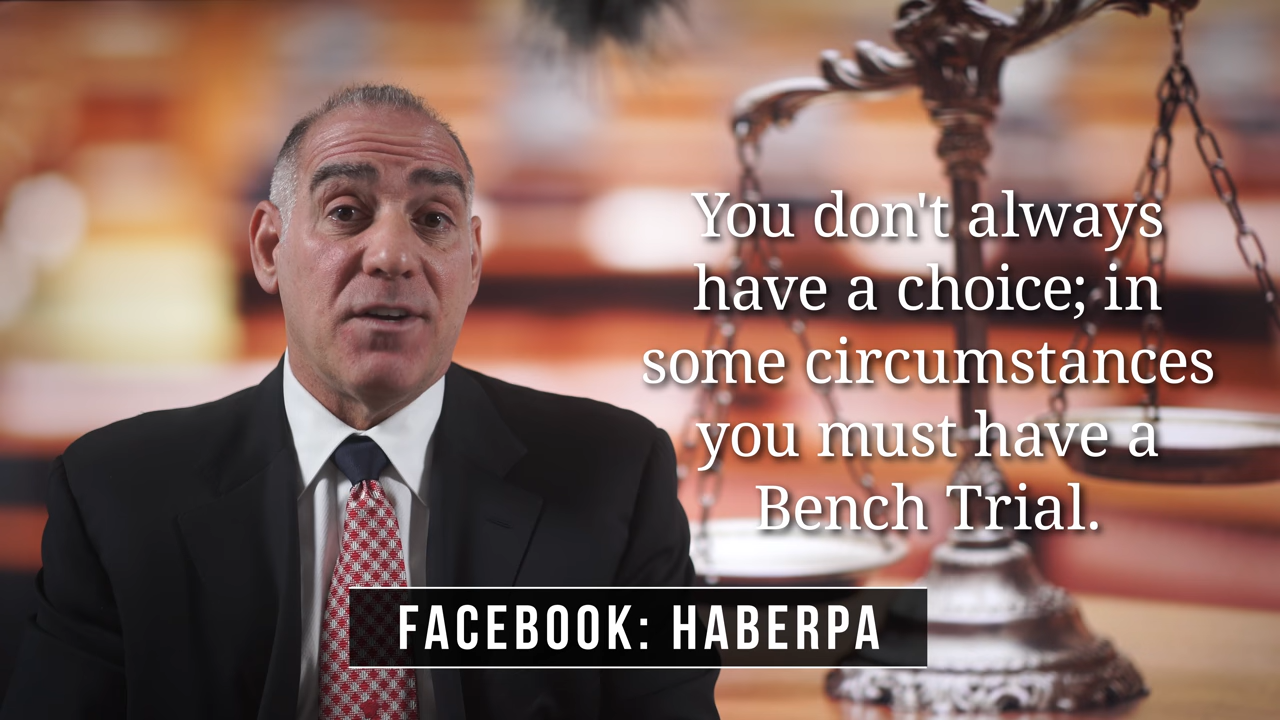 You don't always
have a choice; in
some circumstances
you must have a
Bench Trial.
FACEBOOK: HABERPA